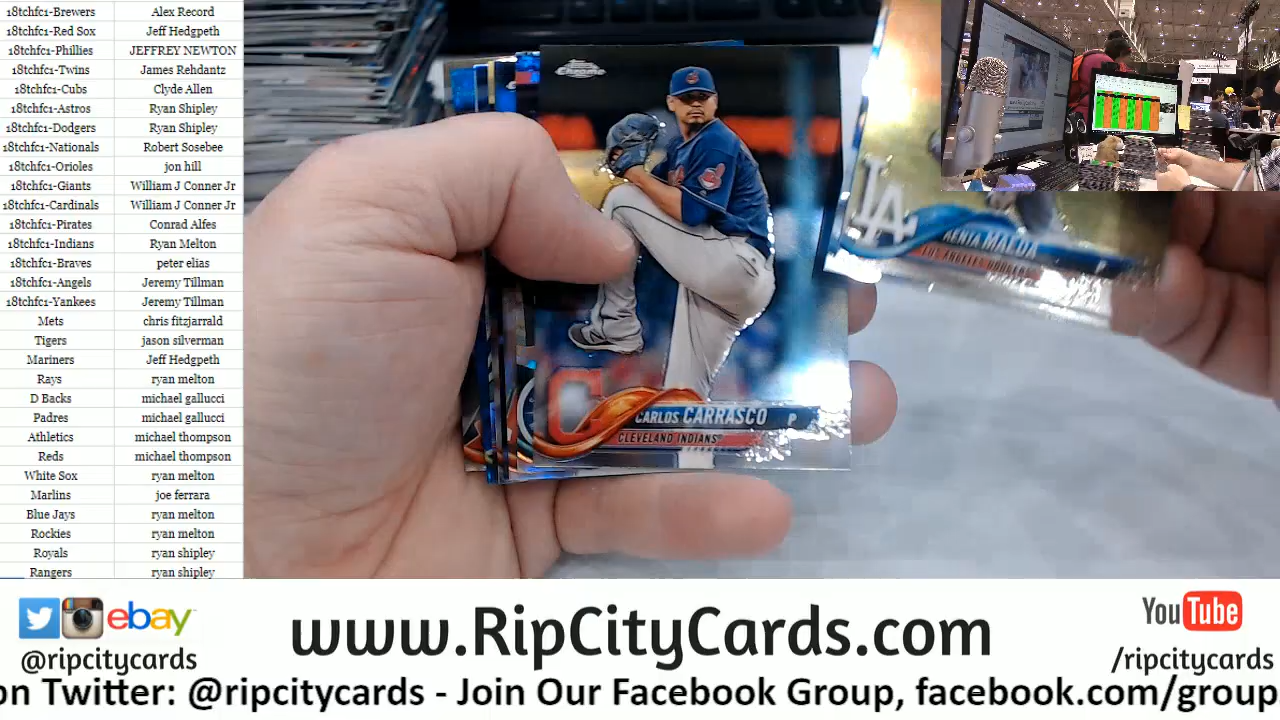 18tchfc1-Brewers Alex Record
18tchfc1-Red Sox Jeff Hedgpeth
18tchfc1-Phillies JEFFREY NEWTON
18tchfc1-Twins James Rehdantz
18tchfc1-Cubs Clyde Allen
18tchfc1-Astros Ryan Shipley
18tchfc1-Dodgers Ryan Shipley
18tchfc1-Nationals Robert Sosebee
18tchfc1-Orioles jon hill
18tchfc1-Giants William J Conner Jr
18tchfc1-Cardinals William J Conner Jr
18tchfc1-Pirates Conrad Alfes
18tchfc1-Indians Ryan Melton
18tchfc1-Braves peter elias
18tchfc1-Angels Jeremy Tillman
18tchfc1-Yankees Jeremy Tillman
Mets chris fitzjarrald
Tigers jason silverman
Mariners Jeff Hedgpeth
Rays ryan melton
D Backs michael gallucci
Padres michael gallucci
Athletics michael thompson
Reds michael thompson
White Sox ryan melton
Marlins joe ferrara
Blue Jays ryan melton
Rockies ryan melton
Royals ryan shipley
Rangers ryan shipley
Chrome
CARLOS CARRASCO P
CLEVELAND INDIANS
LA
KENTA MAEDA P
LOS ANGELES DODGERS
ebay
@ripcitycards
www.RipCityCards.com
YouTube
/ripcitycards
on Twitter: @ripcitycards - Join Our Facebook Group, facebook.com/group